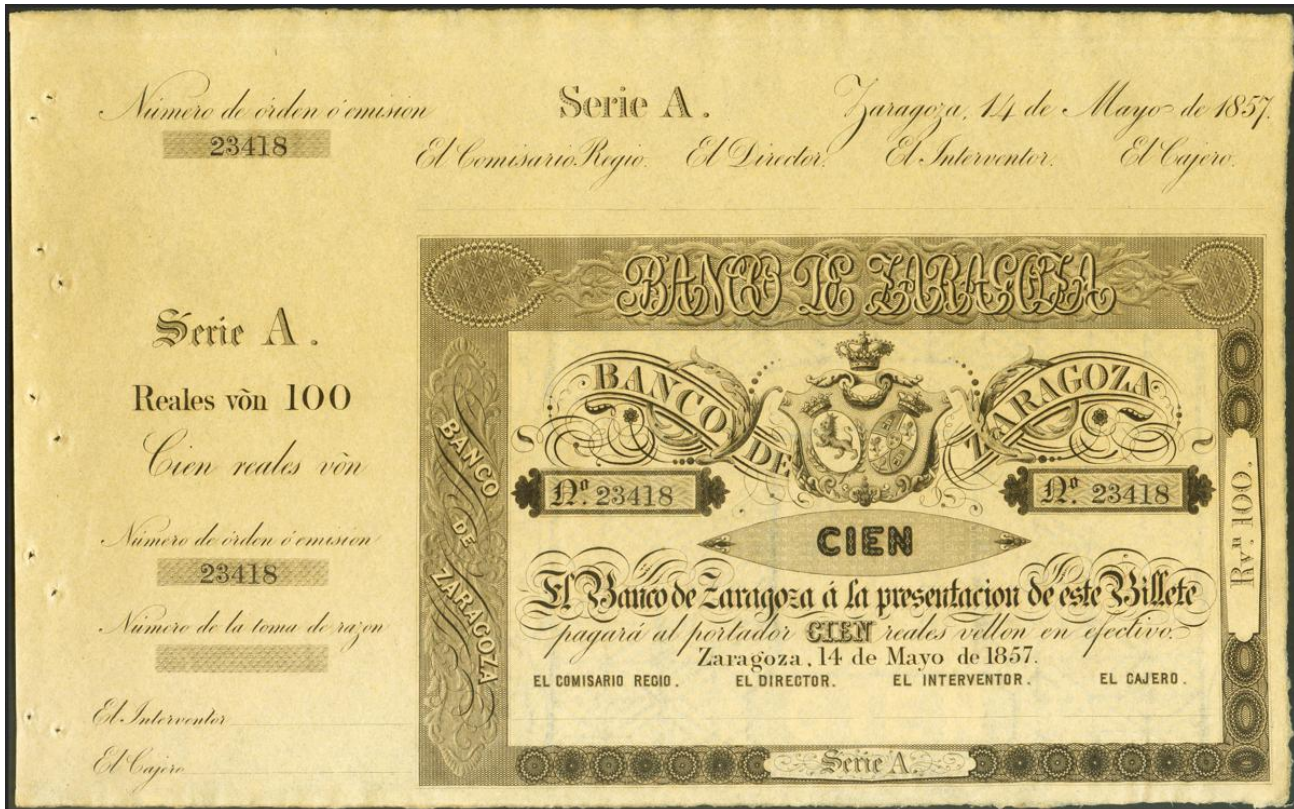 Número de órden ó emision
23418
Serie A.
Zaragoza, 14 de Mayo de 1857.
El Comisario Regio. El Director. El Interventor. El Cajero.
Serie A.
Reales vòn 100
Cien reales vòn
Número de órden ó emision
23418
Número de la toma de razon
El Interventor
El Cajero
BANCO DE ZARAGOZA
BANCO DE ZARAGOZA
BANCO DE ZARAGOZA
Nº. 23418
Nº. 23418
CIEN
El Banco de Zaragoza á la presentacion de este Billete
pagará al portador CIEN reales vellon en efectivo.
Zaragoza, 14 de Mayo de 1857.
EL COMISARIO REGIO. EL DIRECTOR. EL INTERVENTOR. EL CAJERO.
Rvⁿ. 100.
Serie A.